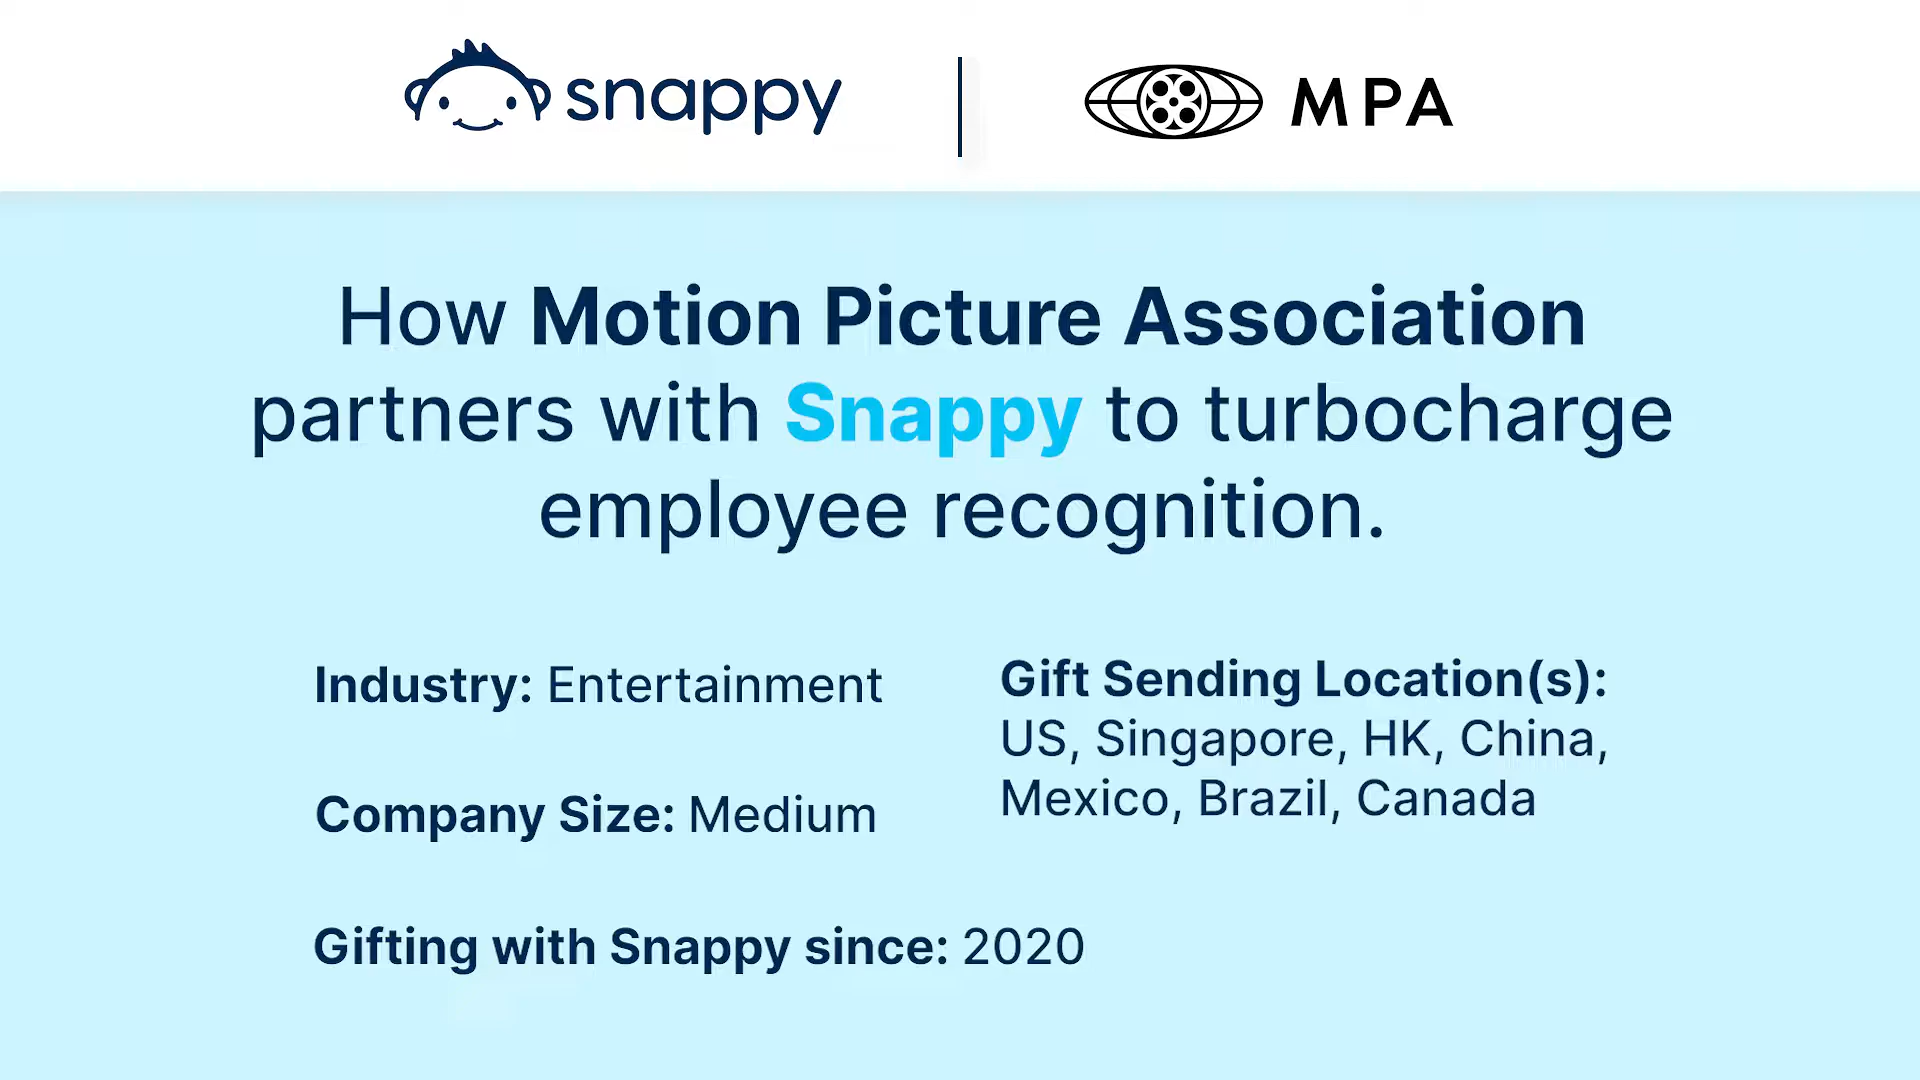 snappy
MPA
How Motion Picture Association
partners with Snappy to turbocharge
employee recognition.
Industry: Entertainment
Company Size: Medium
Gifting with Snappy since: 2020
Gift Sending Location(s):
US, Singapore, HK, China,
Mexico, Brazil, Canada